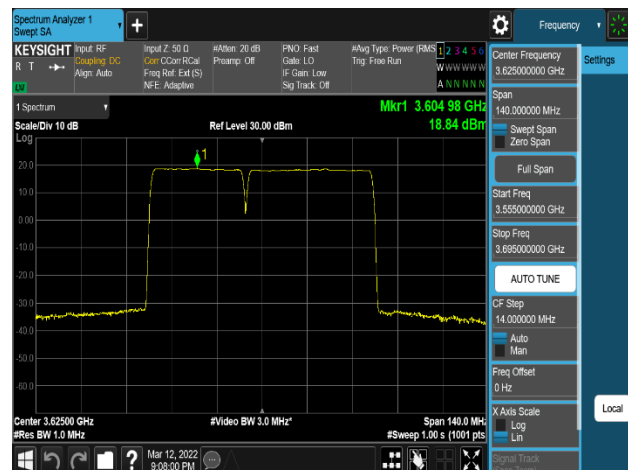 Spectrum Analyzer 1
Swept SA
Frequency
KEYSIGHT
R T
LW
Input: RF
Coupling: DC
Align: Auto
Input Z: 50 Ω
Corr CCorr RCal
Freq Ref: Ext (S)
NFE: Adaptive
#Atten: 20 dB
Preamp: Off
PNO: Fast
Gate: LO
IF Gain: Low
Sig Track: Off
#Avg Type: Power (RMS
Trig: Free Run
1 2 3 4 5 6
W W W W W W
A N N N N N
1 Spectrum
Mkr1 3.604 98 GHz
Scale/Div 10 dB
Ref Level 30.00 dBm
18.84 dBm
Log
1
20.0
10.0
0.00
-10.0
-20.0
-30.0
-40.0
-50.0
-60.0
Center 3.62500 GHz
#Video BW 3.0 MHz*
Span 140.0 MHz
#Res BW 1.0 MHz
#Sweep 1.00 s (1001 pts
Mar 12, 2022
9:08:00 PM
?
Center Frequency
3.625000000 GHz
Settings
Span
140.000000 MHz
Swept Span
Zero Span
Full Span
Start Freq
3.555000000 GHz
Stop Freq
3.695000000 GHz
AUTO TUNE
CF Step
14.000000 MHz
Auto
Man
Freq Offset
0 Hz
X Axis Scale
Log
Lin
Local
Signal Track